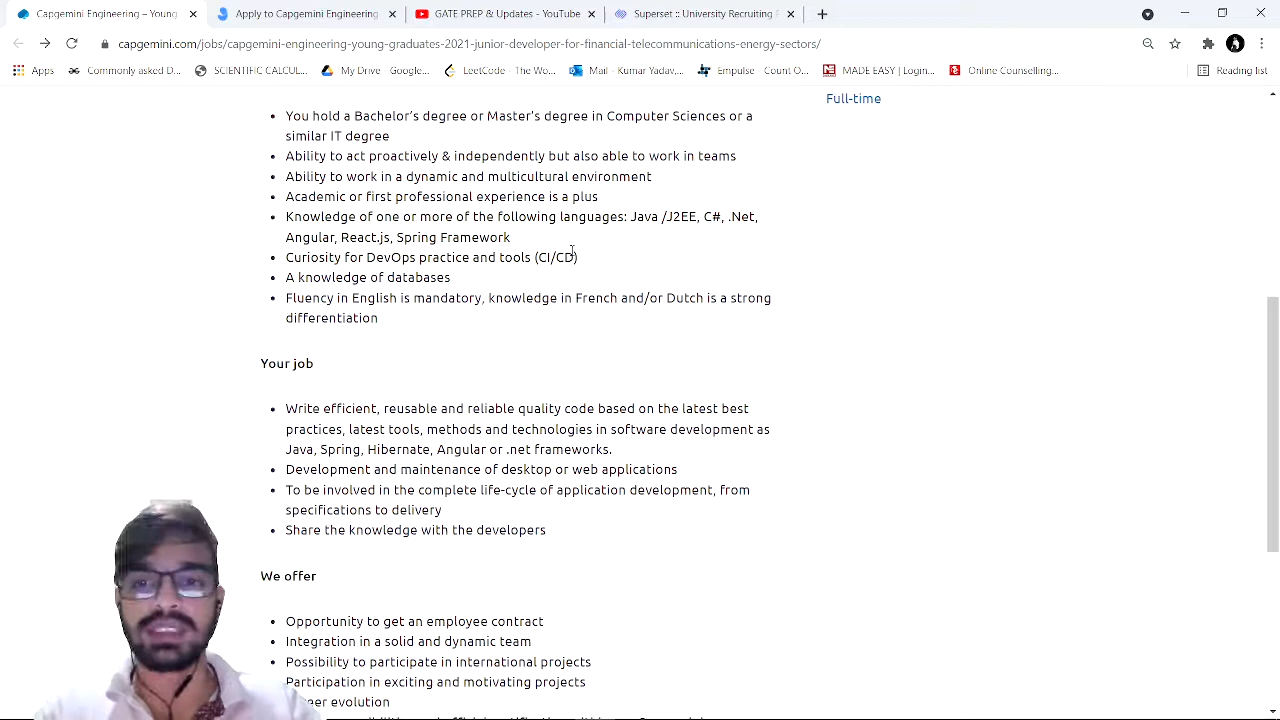 Capgemini Engineering – Young
Apply to Capgemini Engineering
GATE PREP & Updates - YouTube
Superset :: University Recruiting
capgemini.com/jobs/capgemini-engineering-young-graduates-2021-junior-developer-for-financial-telecommunications-energy-sectors/
Apps
Commonly asked D...
SCIENTIFIC CALCUL...
My Drive - Google...
LeetCode - The Wo...
Mail - Kumar Yadav,...
Empulse - Count O...
MADE EASY | Login...
Online Counselling...
Reading list
Full-time
• You hold a Bachelor's degree or Master's degree in Computer Sciences or a
similar IT degree
• Ability to act proactively & independently but also able to work in teams
• Ability to work in a dynamic and multicultural environment
• Academic or first professional experience is a plus
• Knowledge of one or more of the following languages: Java /J2EE, C#, .Net,
Angular, React.js, Spring Framework
• Curiosity for DevOps practice and tools (CI/CD)
• A knowledge of databases
• Fluency in English is mandatory, knowledge in French and/or Dutch is a strong
differentiation
Your job
• Write efficient, reusable and reliable quality code based on the latest best
practices, latest tools, methods and technologies in software development as
Java, Spring, Hibernate, Angular or .net frameworks.
• Development and maintenance of desktop or web applications
• To be involved in the complete life-cycle of application development, from
specifications to delivery
• Share the knowledge with the developers
We offer
• Opportunity to get an employee contract
• Integration in a solid and dynamic team
• Possibility to participate in international projects
Participation in exciting and motivating projects
evolution